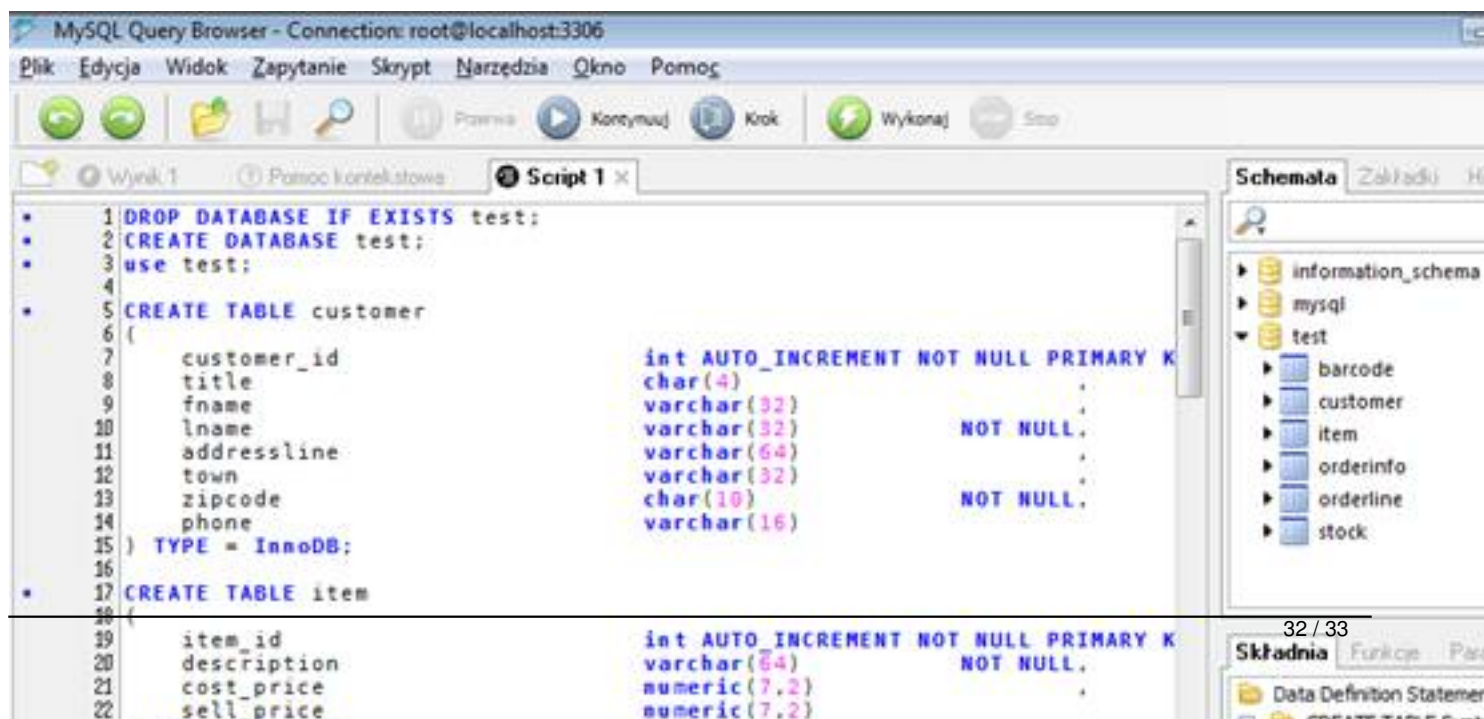 MySQL Query Browser - Connection: root@localhost:3306
Plik Edycja Widok Zapytanie Skrypt Narzędzia Okno Pomoc
Przerwa Kontynuuj Krok Wykonaj Stop
Wynik 1 Pomoc kontekstowa Script 1
1 DROP DATABASE IF EXISTS test;
2 CREATE DATABASE test;
3 use test;
4
5 CREATE TABLE customer
6 (
7 customer_id int AUTO_INCREMENT NOT NULL PRIMARY K
8 title char(4) ,
9 fname varchar(32) ,
10 lname varchar(32) NOT NULL,
11 addressline varchar(64) ,
12 town varchar(32) ,
13 zipcode char(10) NOT NULL,
14 phone varchar(16)
15 ) TYPE = InnoDB;
16
17 CREATE TABLE item
18 (
19 item_id int AUTO_INCREMENT NOT NULL PRIMARY K
20 description varchar(64) NOT NULL,
21 cost_price numeric(7,2) ,
22 sell_price numeric(7,2)
Schemata Zakładki
information_schema
mysql
test
barcode
customer
item
orderinfo
orderline
stock
32 / 33
Składnia Funkcje
Data Definition Statemen
CREATE TABLE